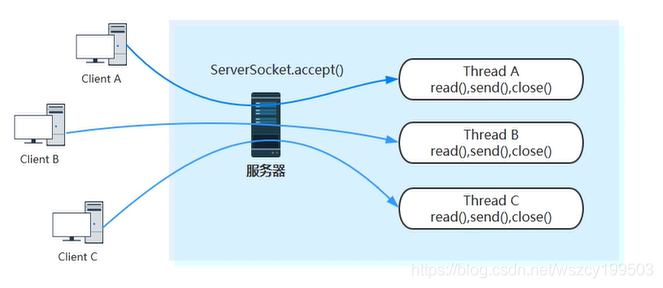 Client A
ServerSocket.accept()
Thread A
read(),send(),close()
Client B
Thread B
read(),send(),close()
服务器
Thread C
read(),send(),close()
Client C
https://blog.csdn.net/wszcy199503